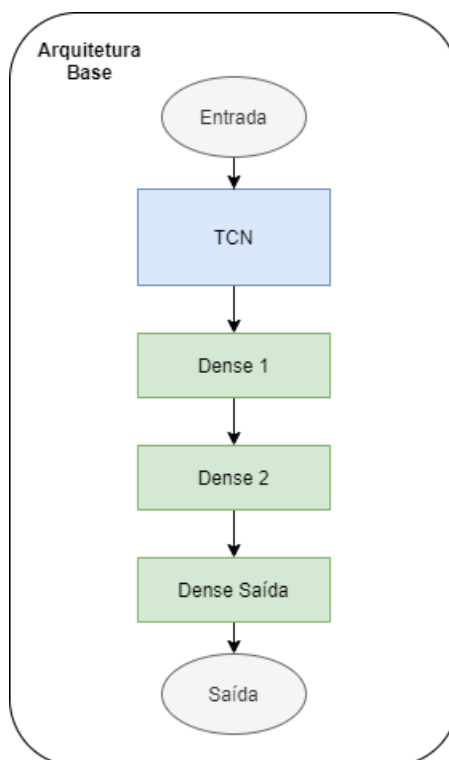 Arquitetura
Base
Entrada
TCN
Dense 1
Dense 2
Dense Saída
Saída